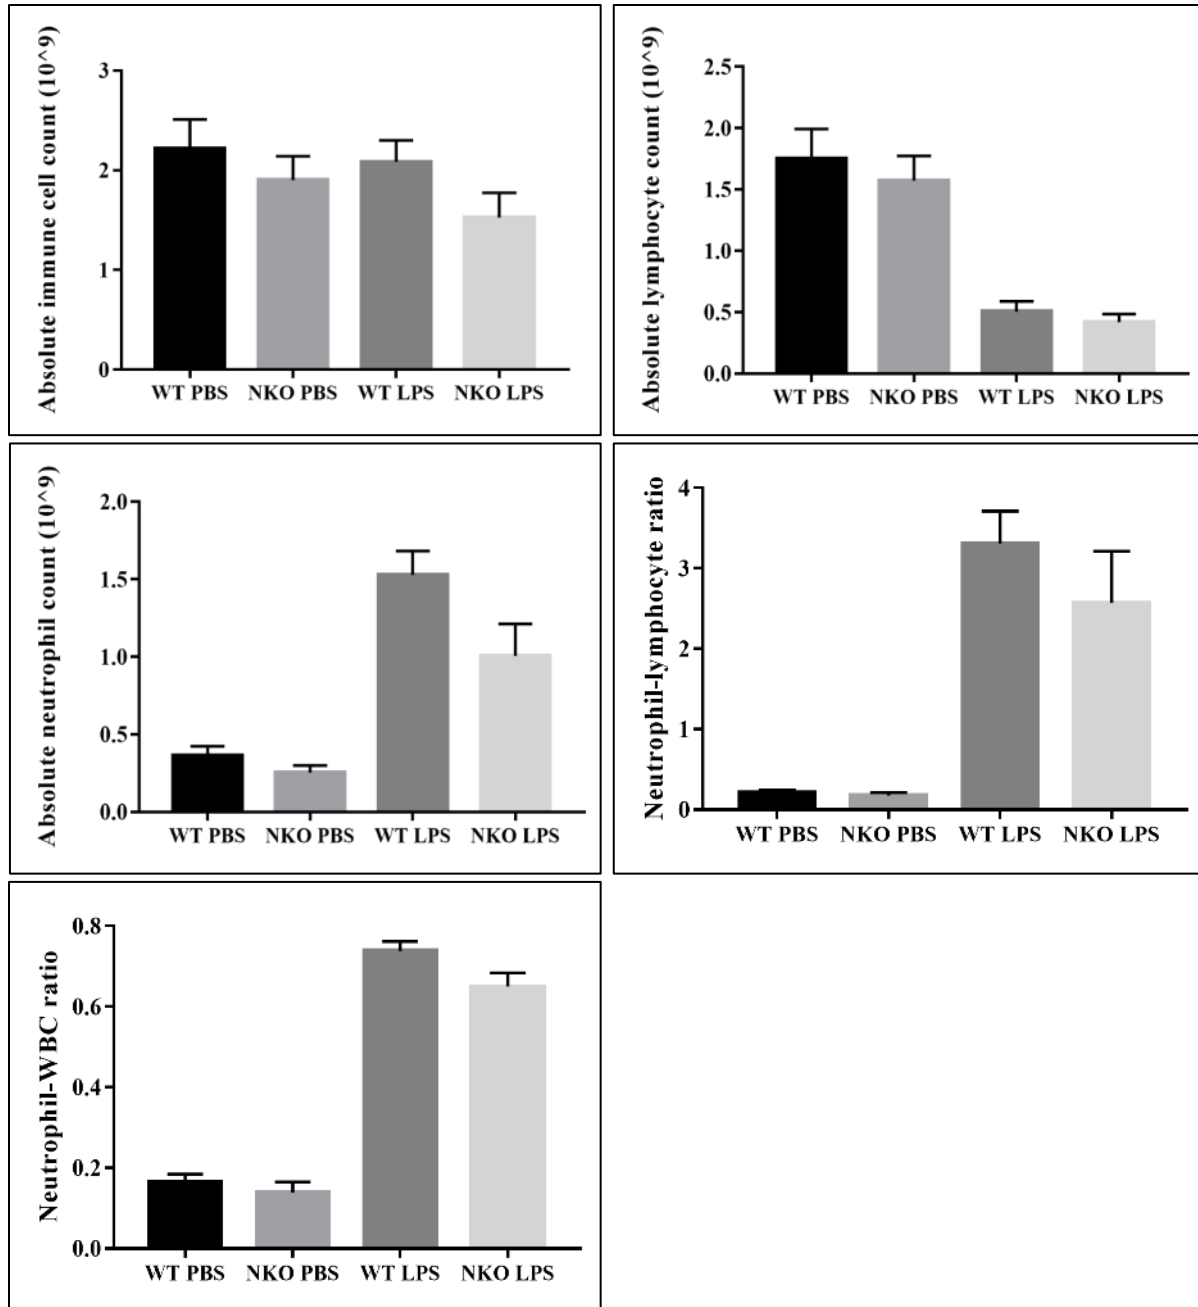 Absolute immune cell count (10^9)
3
2
1
0
WT PBS NKO PBS WT LPS NKO LPS
Absolute lymphocyte count (10^9)
2.5
2.0
1.5
1.0
0.5
0.0
WT PBS NKO PBS WT LPS NKO LPS
Absolute neutrophil count (10^9)
2.0
1.5
1.0
0.5
0.0
WT PBS NKO PBS WT LPS NKO LPS
Neutrophil-lymphocyte ratio
4
3
2
1
0
WT PBS NKO PBS WT LPS NKO LPS
Neutrophil-WBC ratio
0.8
0.6
0.4
0.2
0.0
WT PBS NKO PBS WT LPS NKO LPS